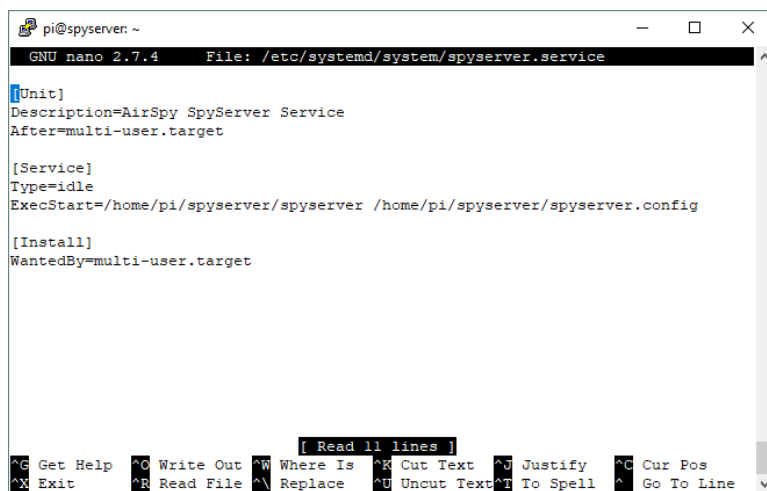 pi@spyserver: ~
GNU nano 2.7.4 File: /etc/systemd/system/spyserver.service
[Unit]
Description=AirSpy SpyServer Service
After=multi-user.target
[Service]
Type=idle
ExecStart=/home/pi/spyserver/spyserver /home/pi/spyserver/spyserver.config
[Install]
WantedBy=multi-user.target
[ Read 11 lines ]
^G Get Help ^O Write Out ^W Where Is ^K Cut Text ^J Justify ^C Cur Pos
^X Exit ^R Read File ^\ Replace ^U Uncut Text ^T To Spell ^ Go To Line